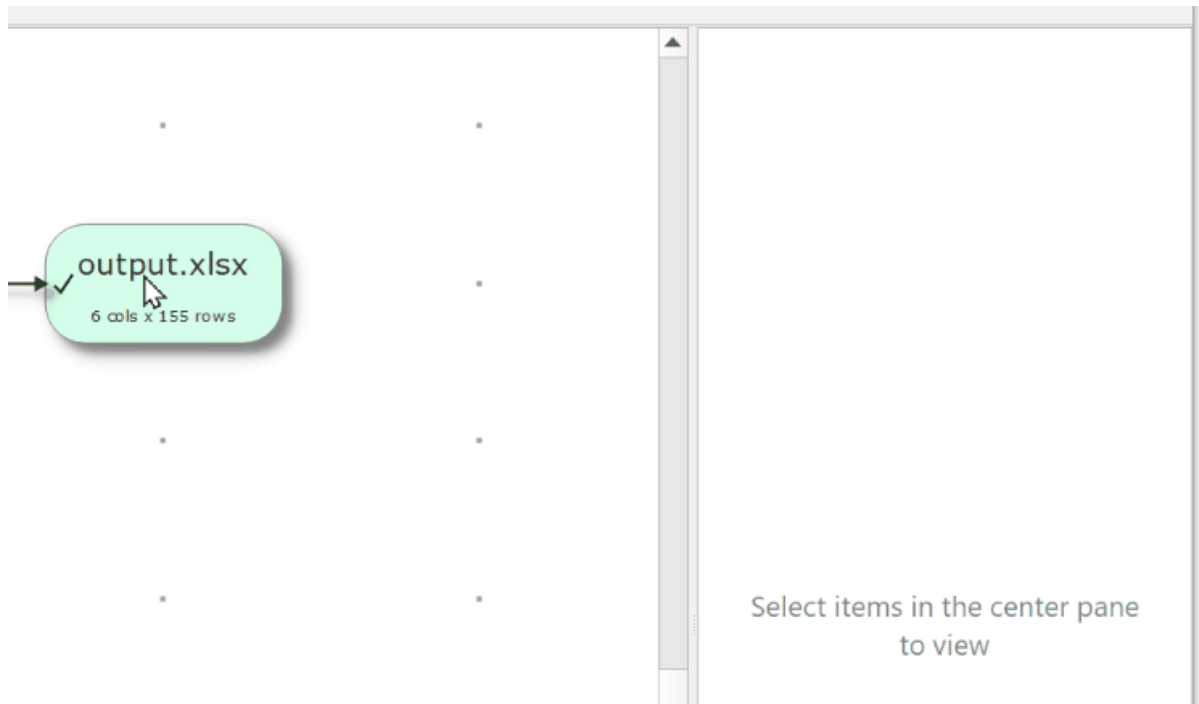 output.xlsx
6 cols x 155 rows
Select items in the center pane
to view